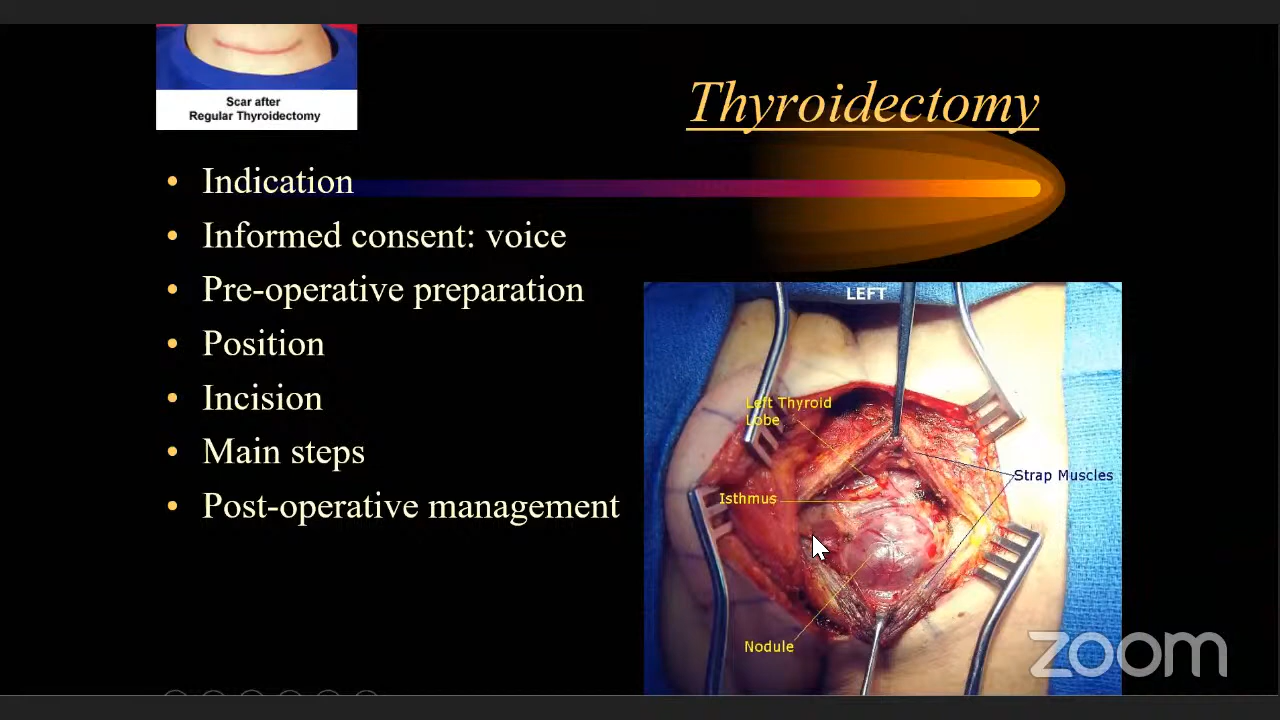 Scar after
Regular Thyroidectomy
Thyroidectomy
• Indication
• Informed consent: voice
• Pre-operative preparation
• Position
• Incision
• Main steps
• Post-operative management
LEFT
Left Thyroid
Lobe
Strap Muscles
Isthmus
Nodule
zoom